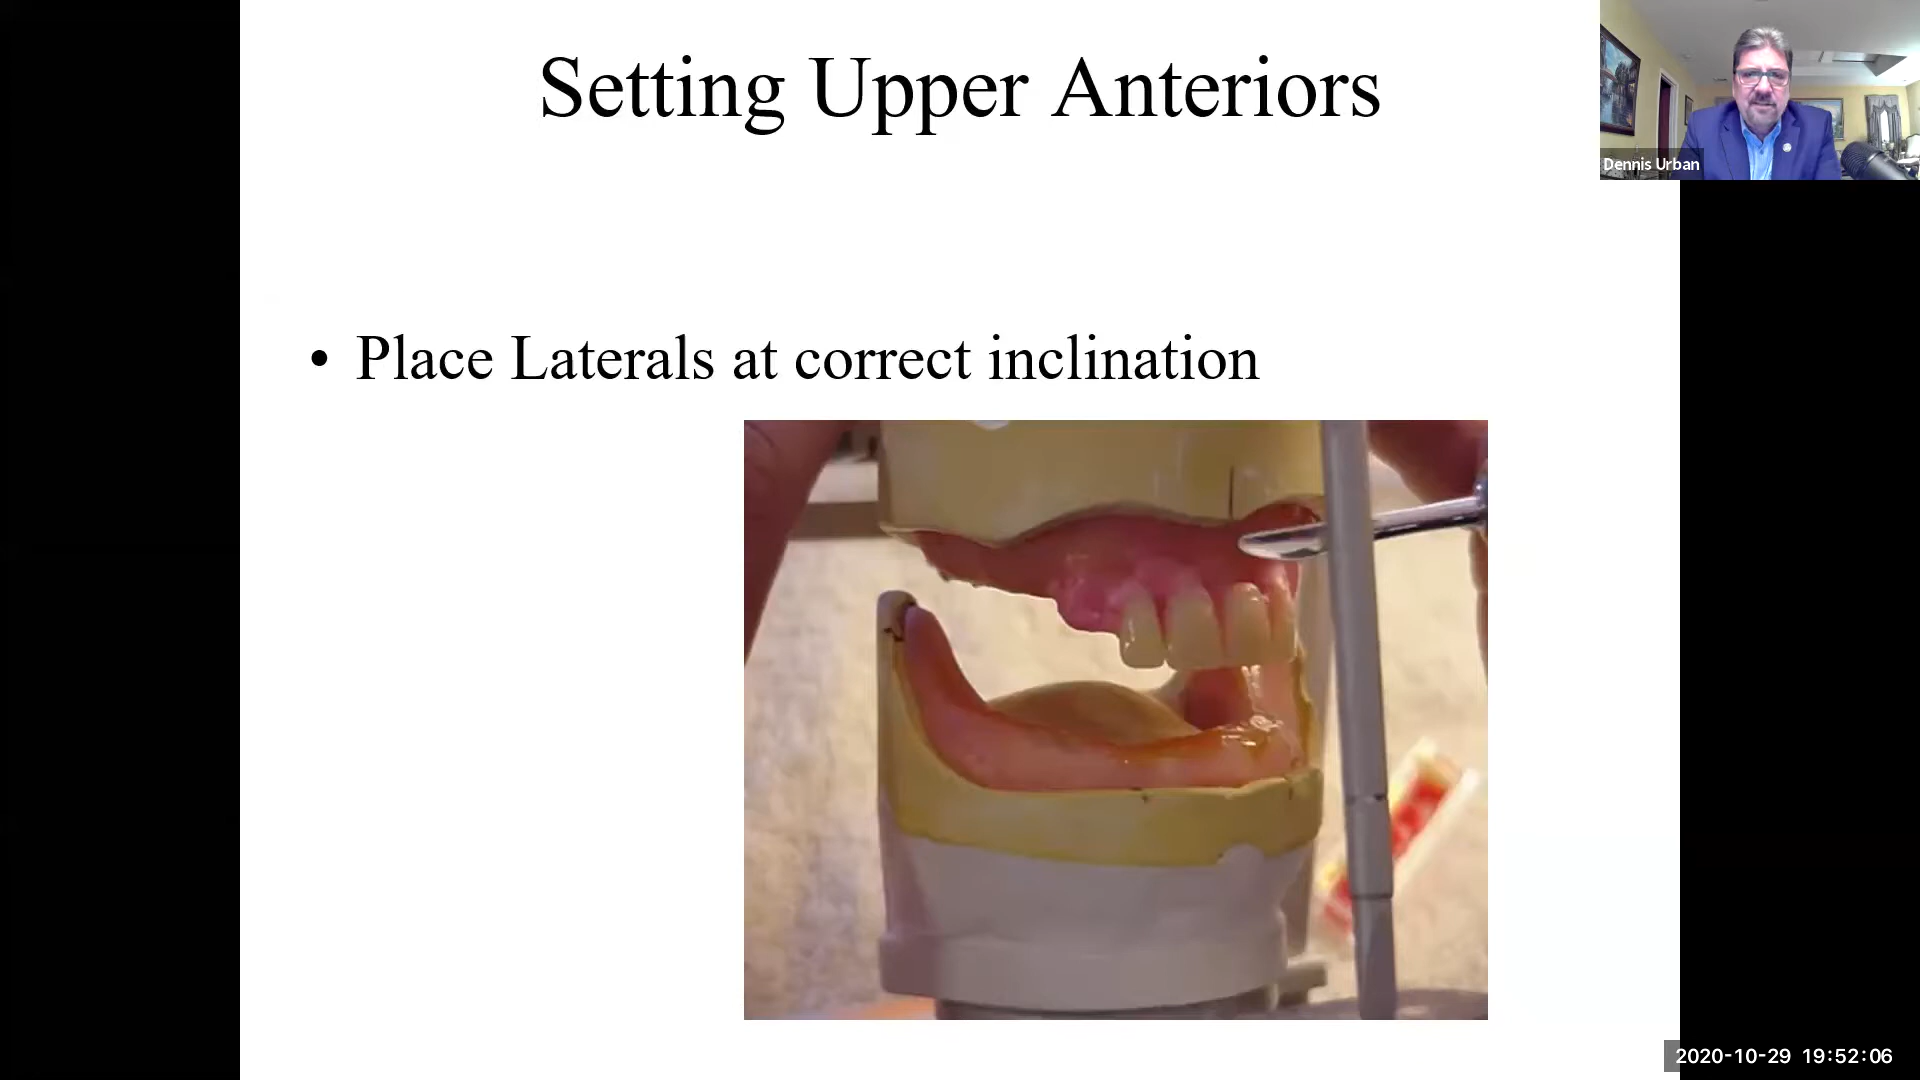 Setting Upper Anteriors
Dennis Urban
• Place Laterals at correct inclination
2020-10-29 19:52:06